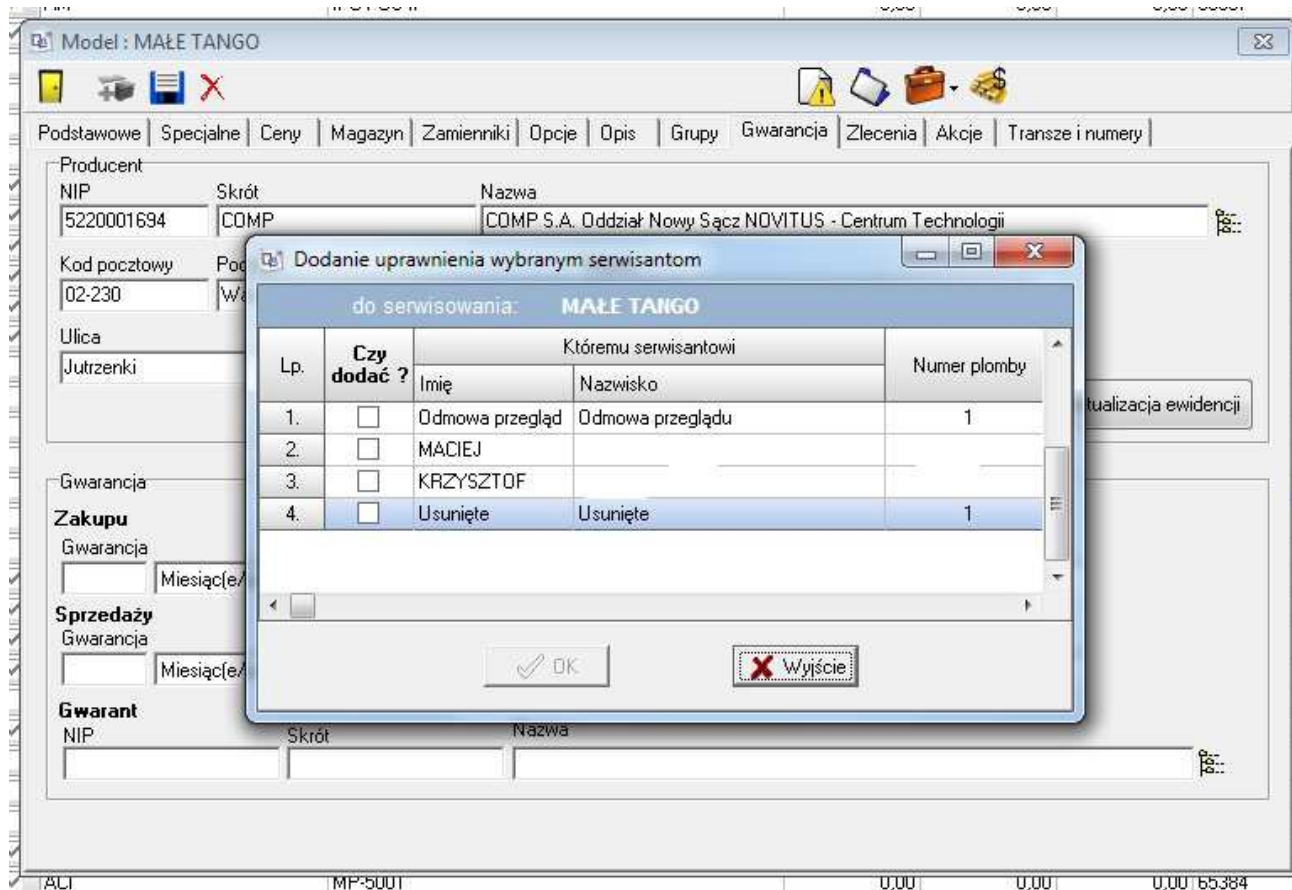 Model : MAŁE TANGO
Podstawowe Specjalne Ceny Magazyn Zamienniki Opcje Opis Grupy Gwarancja Zlecenia Akcje Transze i numery
Producent
NIP Skrót Nazwa
5220001694 COMP COMP S.A. Oddział Nowy Sącz NOVITUS - Centrum Technologii
Kod pocztowy
02-230
Ulica
Jutrzenki
Dodanie uprawnienia wybranym serwisantom
do serwisowania: MAŁE TANGO
Lp. Czy dodać ? Któremu serwisantowi Numer plomby
Imię Nazwisko
1. Odmowa przegląd Odmowa przeglądu 1
2. MACIEJ
3. KRZYSZTOF
4. Usunięte Usunięte 1
OK Wyjście
tualizacja ewidencji
Gwarancja
Zakupu
Gwarancja
Miesiąc(e/
Sprzedaży
Gwarancja
Miesiąc(e/
Gwarant
NIP Skrót Nazwa
ACI MP-5001 0,00 0,00 0,00 65384